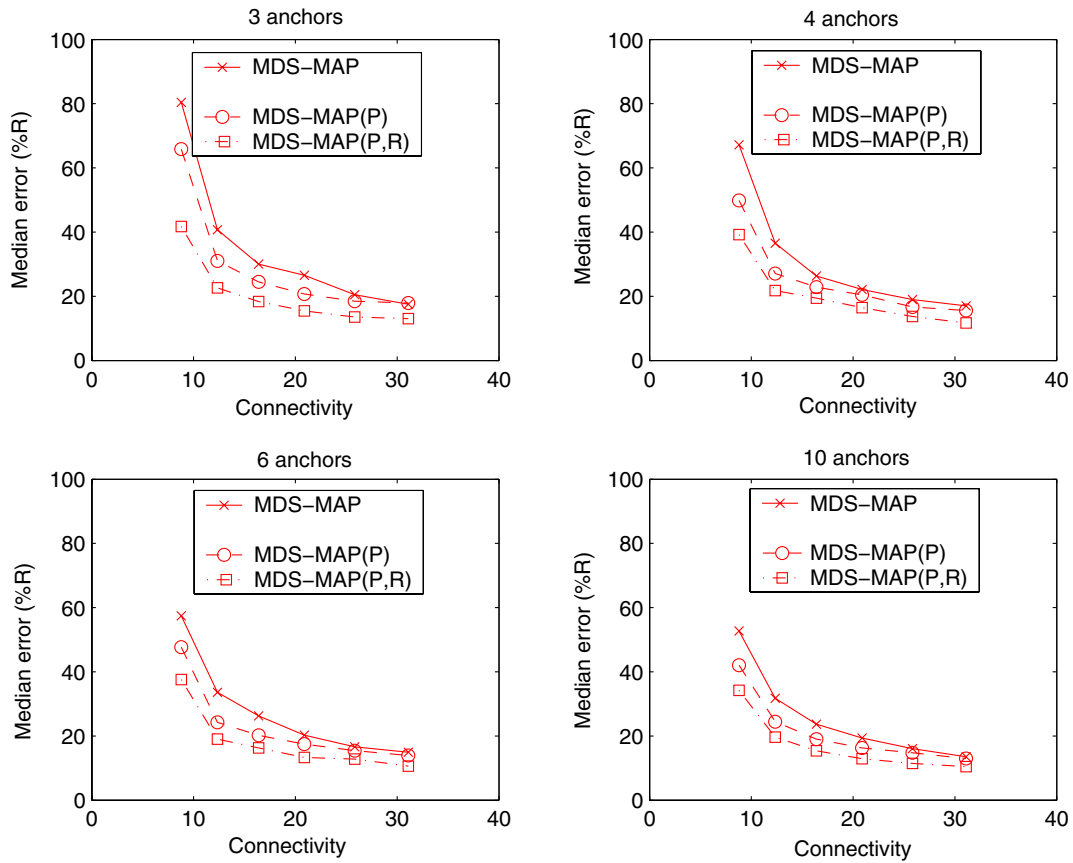 3 anchors
100
80
60
40
20
0
Median error (%R)
MDS−MAP
MDS−MAP(P)
MDS−MAP(P,R)
0 10 20 30 40
Connectivity
4 anchors
100
80
60
40
20
0
Median error (%R)
MDS−MAP
MDS−MAP(P)
MDS−MAP(P,R)
0 10 20 30 40
Connectivity
6 anchors
100
80
60
40
20
0
Median error (%R)
MDS−MAP
MDS−MAP(P)
MDS−MAP(P,R)
0 10 20 30 40
Connectivity
10 anchors
100
80
60
40
20
0
Median error (%R)
MDS−MAP
MDS−MAP(P)
MDS−MAP(P,R)
0 10 20 30 40
Connectivity